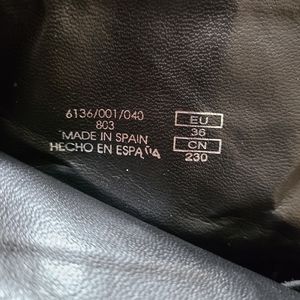 6136/001/040
803
MADE IN SPAIN
HECHO EN ESPAÑA
EU
36
CN
230